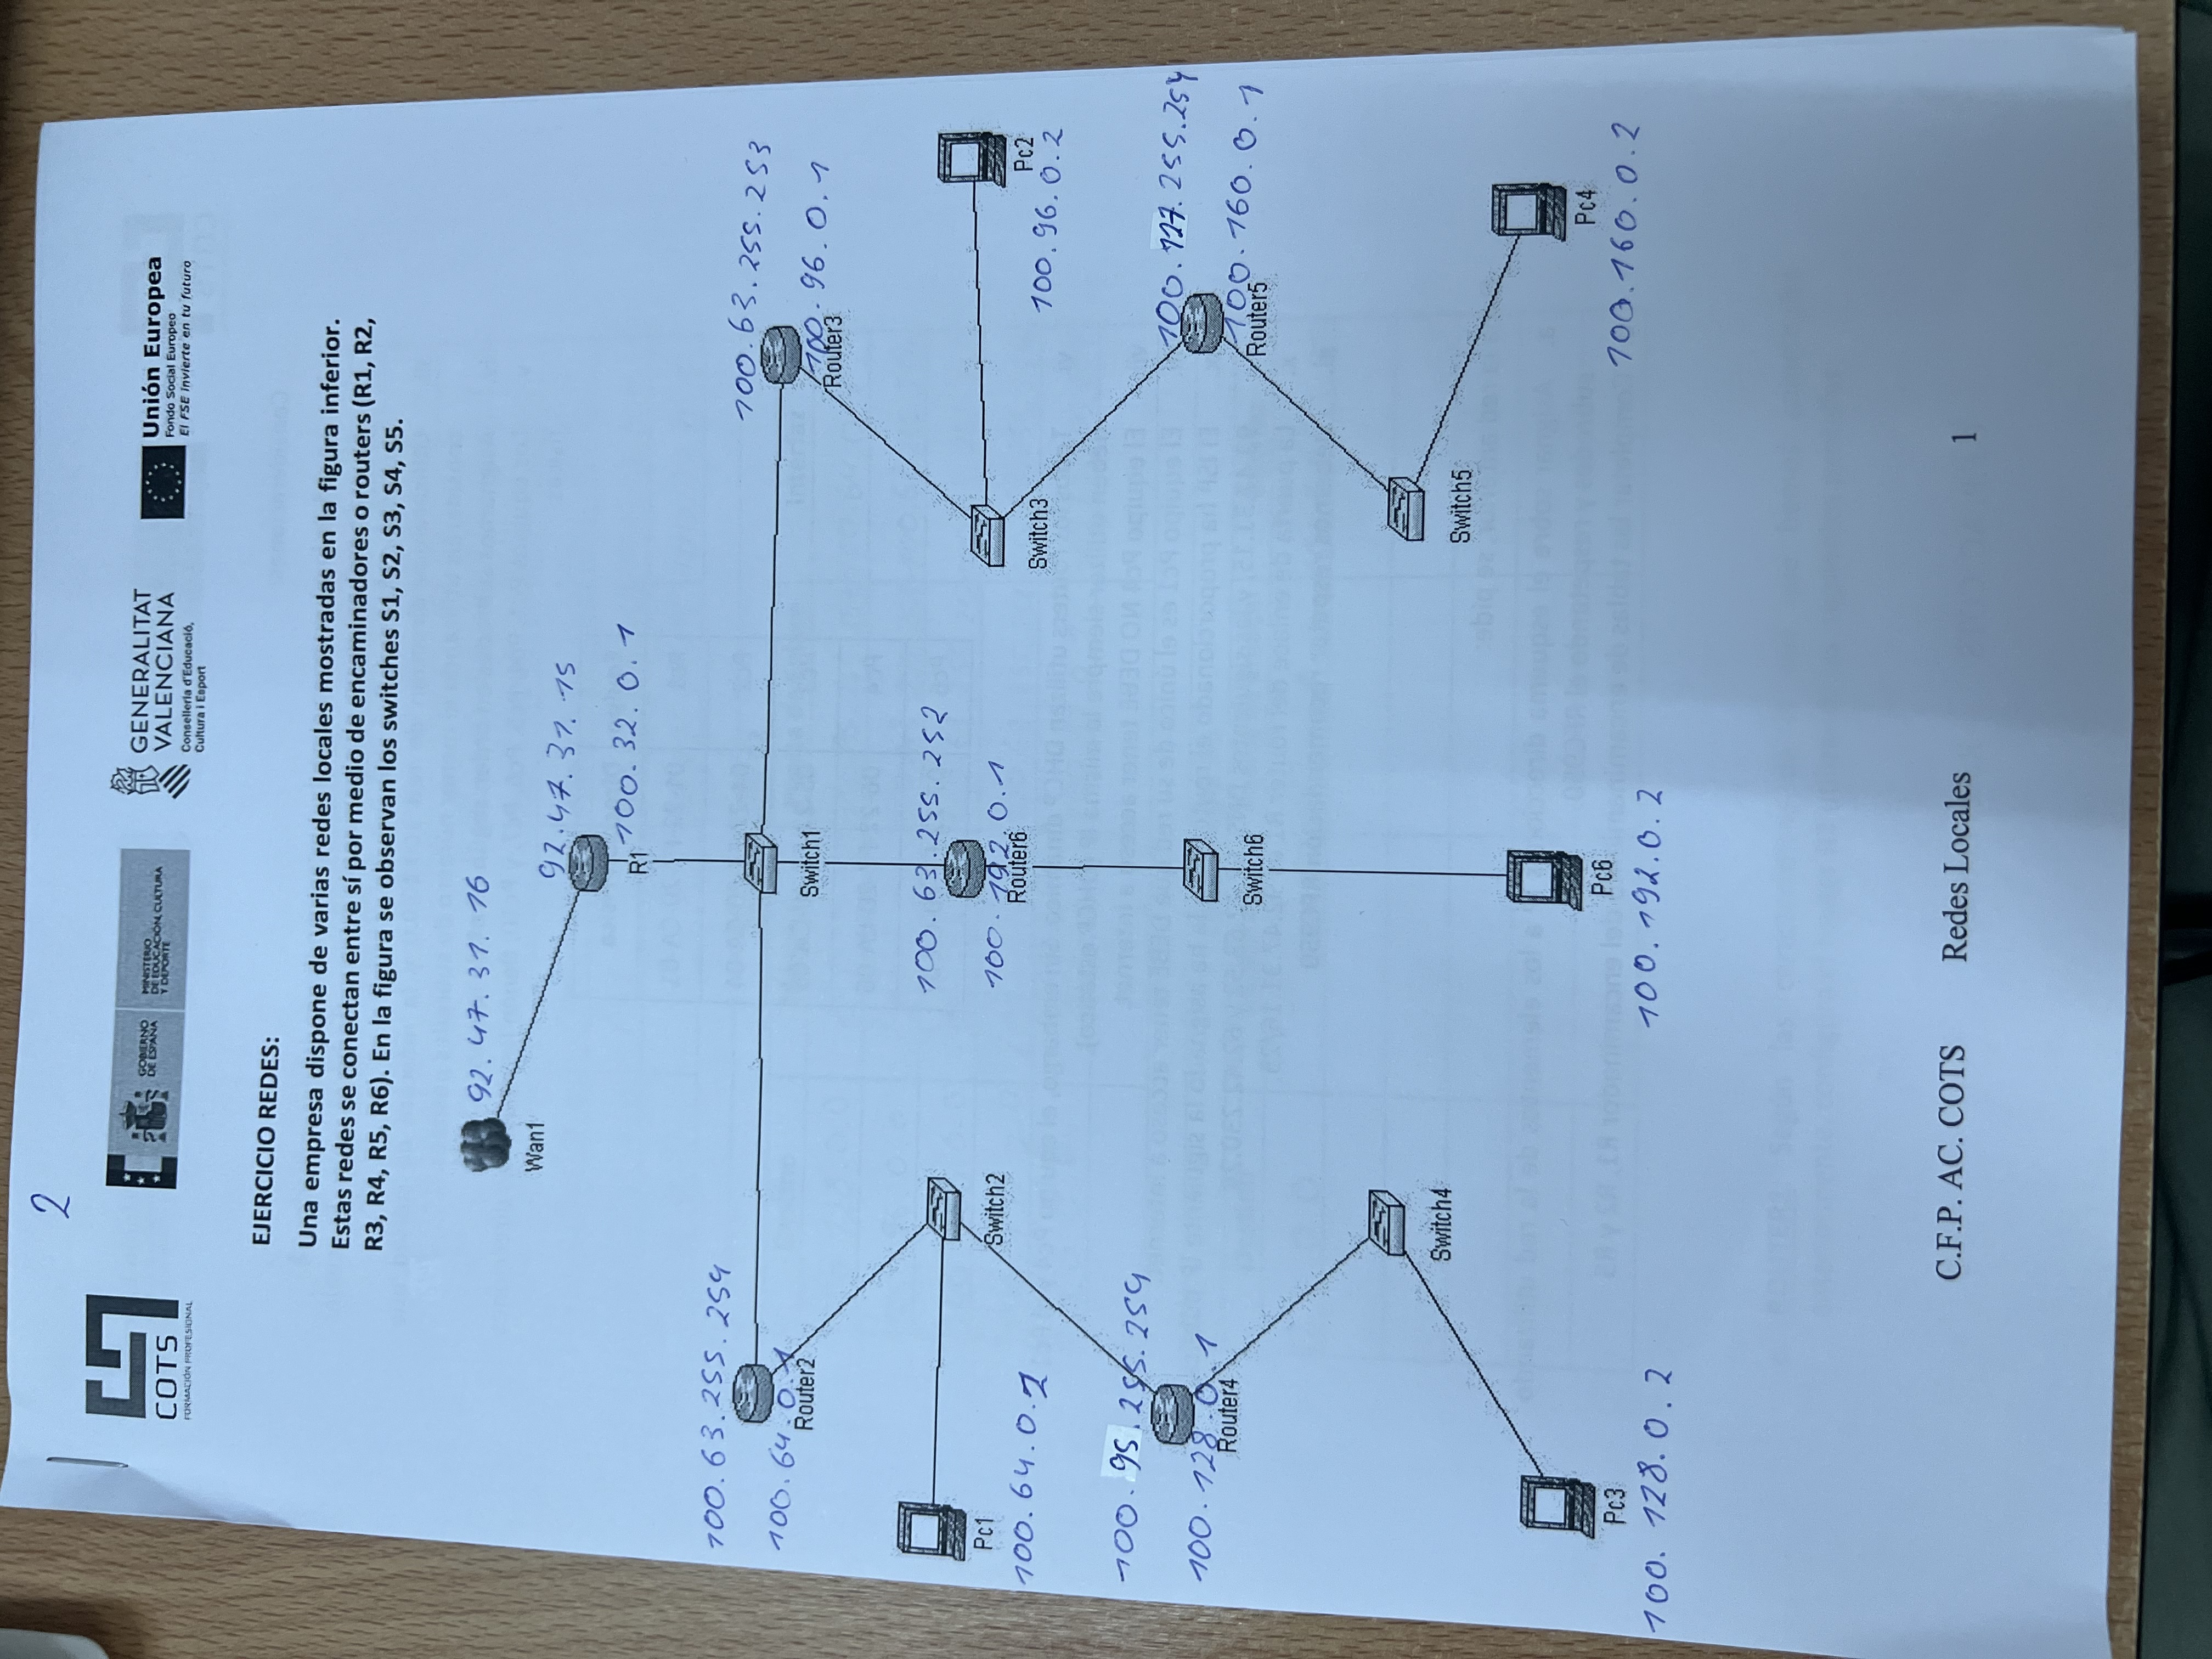 2
COTS
FORMACIÓN PROFESIONAL
GOBIERNO
DE ESPAÑA
MINISTERIO
DE EDUCACIÓN, CULTURA
Y DEPORTE
GENERALITAT
VALENCIANA
Conselleria d'Educació,
Cultura i Esport
Unión Europea
Fondo Social Europeo
El FSE invierte en tu futuro
EJERCICIO REDES:
Una empresa dispone de varias redes locales mostradas en la figura inferior.
Estas redes se conectan entre sí por medio de encaminadores o routers (R1, R2,
R3, R4, R5, R6). En la figura se observan los switches S1, S2, S3, S4, S5.
92.47.31.16
Wan1
92.47.31.15
100.32.0.1
R1
100.63.255.254
100.64.0.1
Router2
Switch1
100.63.255.253
100.96.0.1
Router3
Pc1
100.64.0.2
Switch2
100.63.255.252
100.192.0.1
Router6
Switch3
Pc2
100.96.0.2
100.95.255.254
100.128.0.1
Router4
Switch6
100.127.255.254
100.160.0.1
Router5
Switch4
Switch5
Pc3
100.128.0.2
Pc6
100.192.0.2
Pc4
100.160.0.2
C.F.P. AC. COTS Redes Locales 1